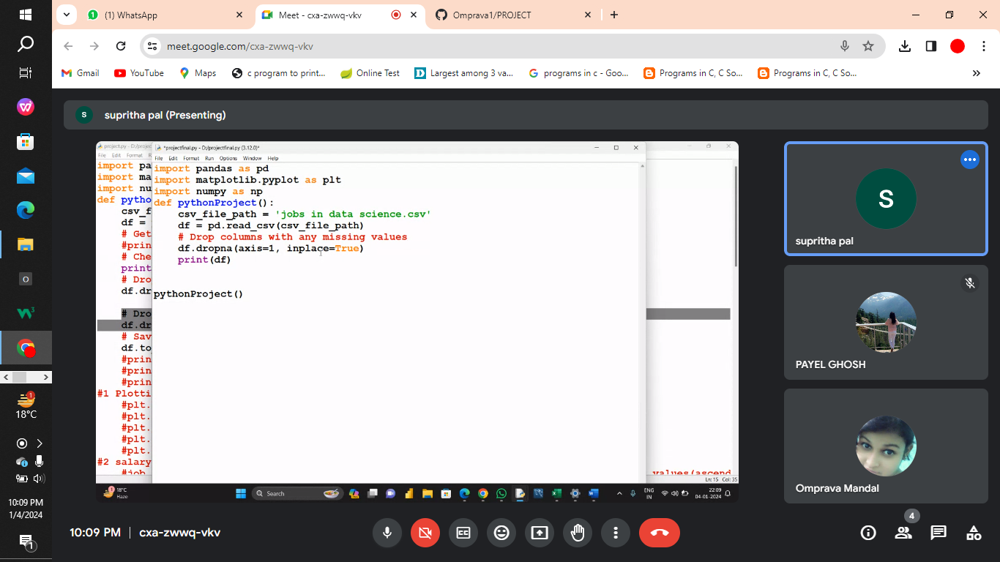 (1) WhatsApp
Meet - cxa-zwwq-vkv
Omprava1/PROJECT
meet.google.com/cxa-zwwq-vkv
Gmail
YouTube
Maps
c program to print...
Online Test
Largest among 3 va...
programs in c - Goo...
Programs in C, C So...
Programs in C, C So...
S
supritha pal (Presenting)
project.py - D:/project
File Edit Format R
import pa
import ma
import nu
def pytho
csv_f
df =
# Get
#prin
# Che
print
# Dro
df.dr
# Dro
df.dr
# Sav
df.to
#prin
#prin
#prin
#1 Plotti
#plt.
#plt.
#plt.
#plt.
#plt.
#2 salary
#job
values(ascend
Ln: 15 Col: 35
*projectfinal.py - D:/projectfinal.py (3.12.0)*
File Edit Format Run Options Window Help
import pandas as pd
import matplotlib.pyplot as plt
import numpy as np
def pythonProject():
csv_file_path = 'jobs in data science.csv'
df = pd.read_csv(csv_file_path)
# Drop columns with any missing values
df.dropna(axis=1, inplace=True)
print(df)
pythonProject()
18°C
Haze
Search
ENG
IN
22:09
04-01-2024
S
supritha pal
PAYEL GHOSH
Omprava Mandal
10:09 PM
cxa-zwwq-vkv
CC
4
1
18°C
10:09 PM
1/4/2024
1